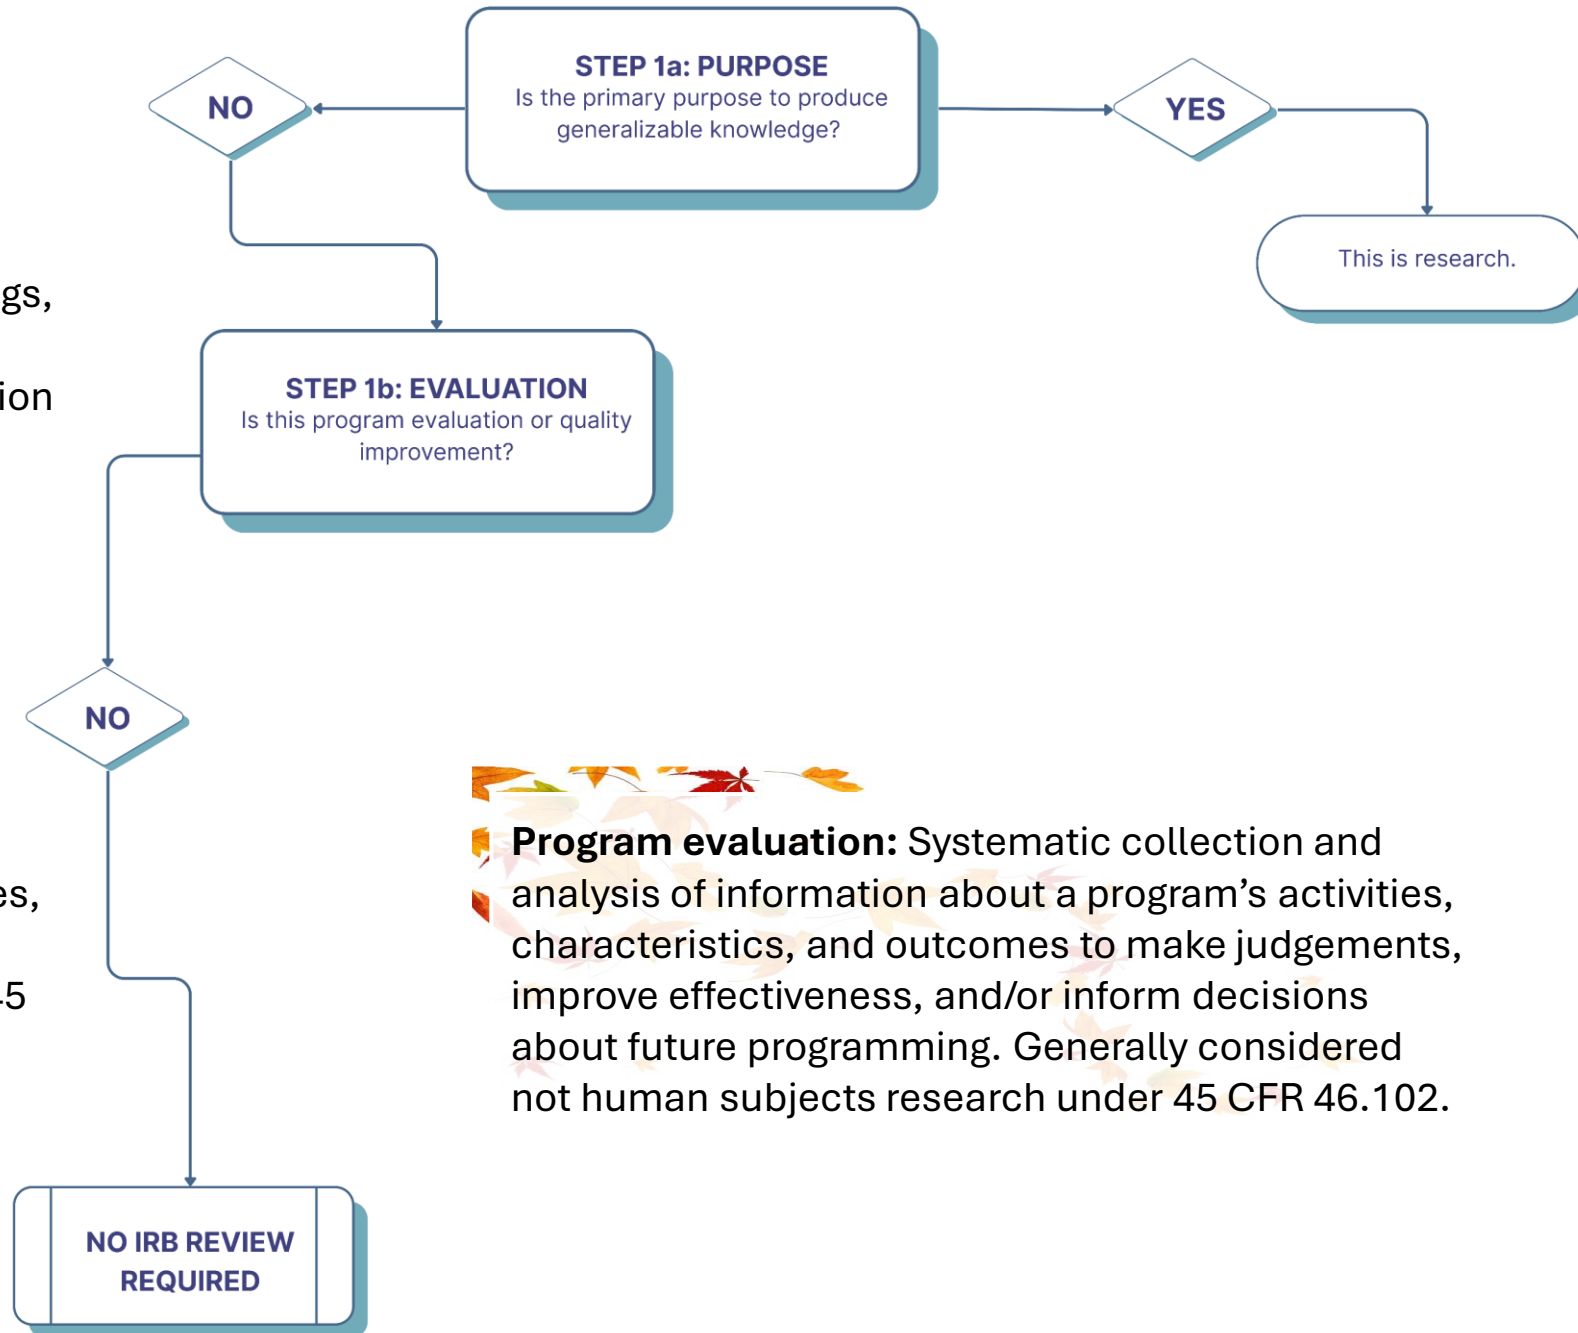 STEP 1a: PURPOSE
Is the primary purpose to produce
generalizable knowledge?
NO
YES
This is research.
gs,
ion
STEP 1b: EVALUATION
Is this program evaluation or quality
improvement?
NO
es,
45
Program evaluation: Systematic collection and
analysis of information about a program’s activities,
characteristics, and outcomes to make judgements,
improve effectiveness, and/or inform decisions
about future programming. Generally considered
not human subjects research under 45 CFR 46.102.
NO IRB REVIEW
REQUIRED